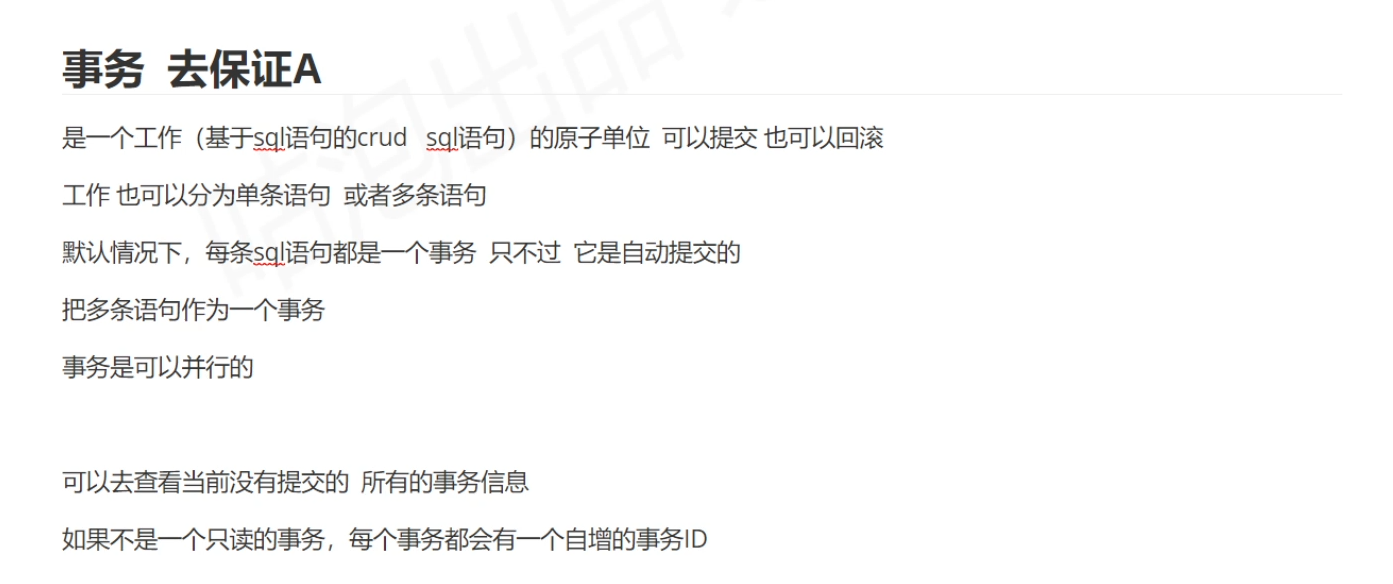 事务  去保证A
是一个工作（基于sql语句的crud   sql语句）的原子单位  可以提交 也可以回滚
工作 也可以分为单条语句  或者多条语句
默认情况下，每条sql语句都是一个事务  只不过  它是自动提交的
把多条语句作为一个事务
事务是可以并行的
可以去查看当前没有提交的  所有的事务信息
如果不是一个只读的事务，每个事务都会有一个自增的事务ID